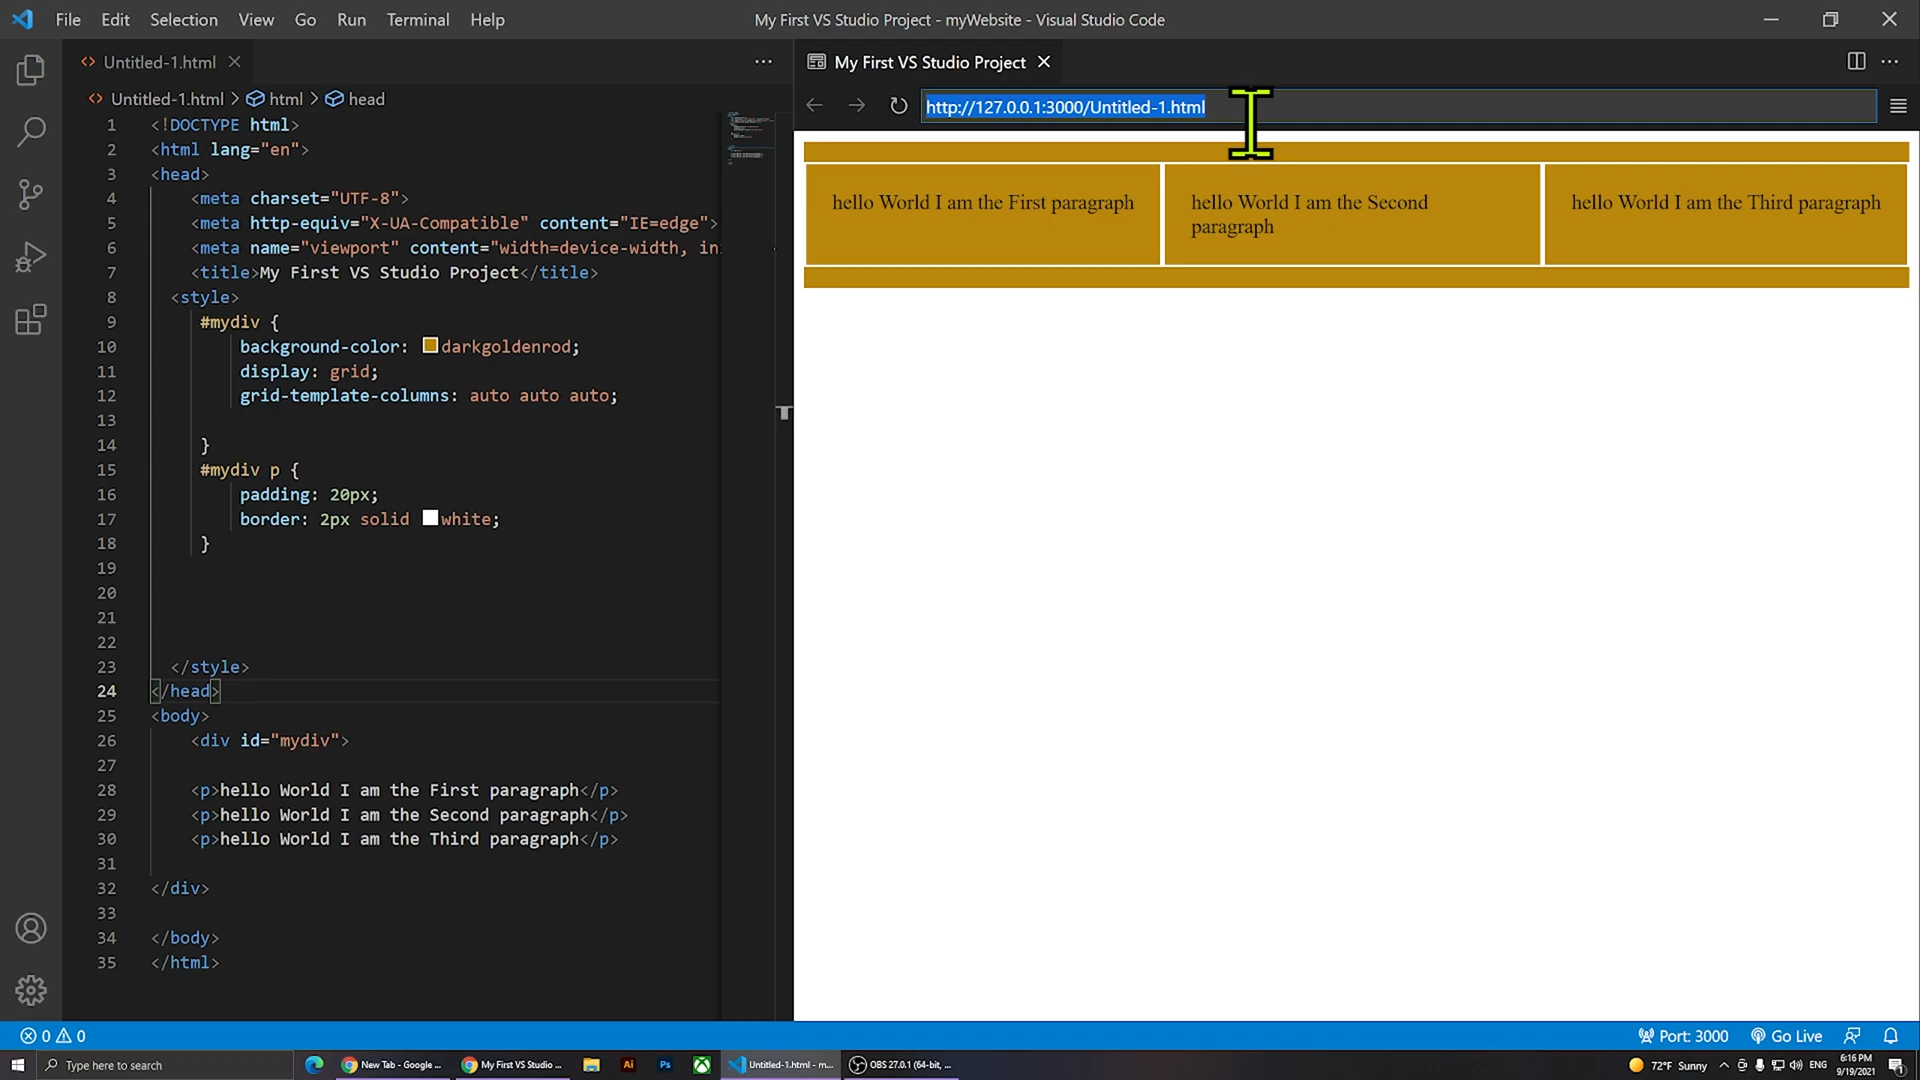 File Edit Selection View Go Run Terminal Help
My First VS Studio Project - myWebsite - Visual Studio Code
Untitled-1.html
Untitled-1.html > html > head
1 <!DOCTYPE html>
2 <html lang="en">
3 <head>
4 <meta charset="UTF-8">
5 <meta http-equiv="X-UA-Compatible" content="IE=edge">
6 <meta name="viewport" content="width=device-width, in
7 <title>My First VS Studio Project</title>
8 <style>
9 #mydiv {
10 background-color: darkgoldenrod;
11 display: grid;
12 grid-template-columns: auto auto auto;
13
14 }
15 #mydiv p {
16 padding: 20px;
17 border: 2px solid white;
18 }
19
20
21
22
23 </style>
24 </head>
25 <body>
26 <div id="mydiv">
27
28 <p>hello World I am the First paragraph</p>
29 <p>hello World I am the Second paragraph</p>
30 <p>hello World I am the Third paragraph</p>
31
32 </div>
33
34 </body>
35 </html>
My First VS Studio Project
http://127.0.0.1:3000/Untitled-1.html
hello World I am the First paragraph
hello World I am the Second
paragraph
hello World I am the Third paragraph
0 0
Port: 3000 Go Live
Type here to search
New Tab - Google ...
My First VS Studio ...
Ai
Ps
Untitled-1.html - m...
OBS 27.0.1 (64-bit, ...
72°F Sunny
ENG
6:16 PM
9/19/2021
1